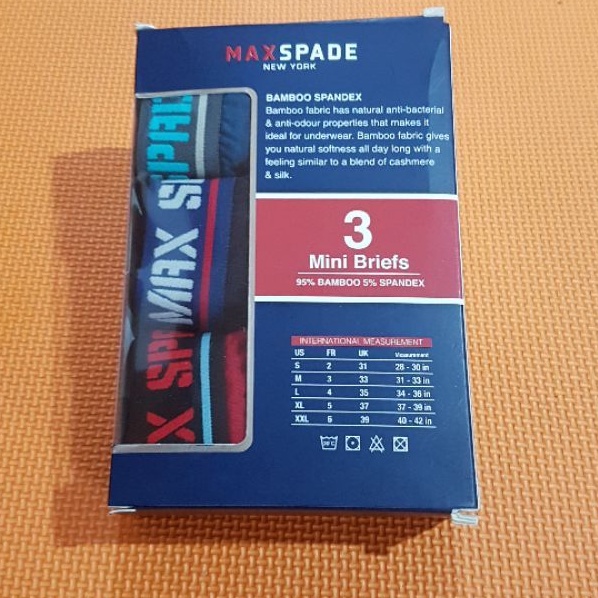 MAXSPADE
NEW YORK
BAMBOO SPANDEX
Bamboo fabric has natural anti-bacterial
& anti-odour properties that makes it
ideal for underwear. Bamboo fabric gives
you natural softness all day long with a
feeling similar to a blend of cashmere
& silk.
3
Mini Briefs
95% BAMBOO 5% SPANDEX
INTERNATIONAL MEASUREMENT
US FR UK Measurement
S 2 31 28 - 30 in
M 3 33 31 - 33 in
L 4 35 34 - 36 in
XL 5 37 37 - 39 in
XXL 6 39 40 - 42 in
SPAD
MAX S
X SP